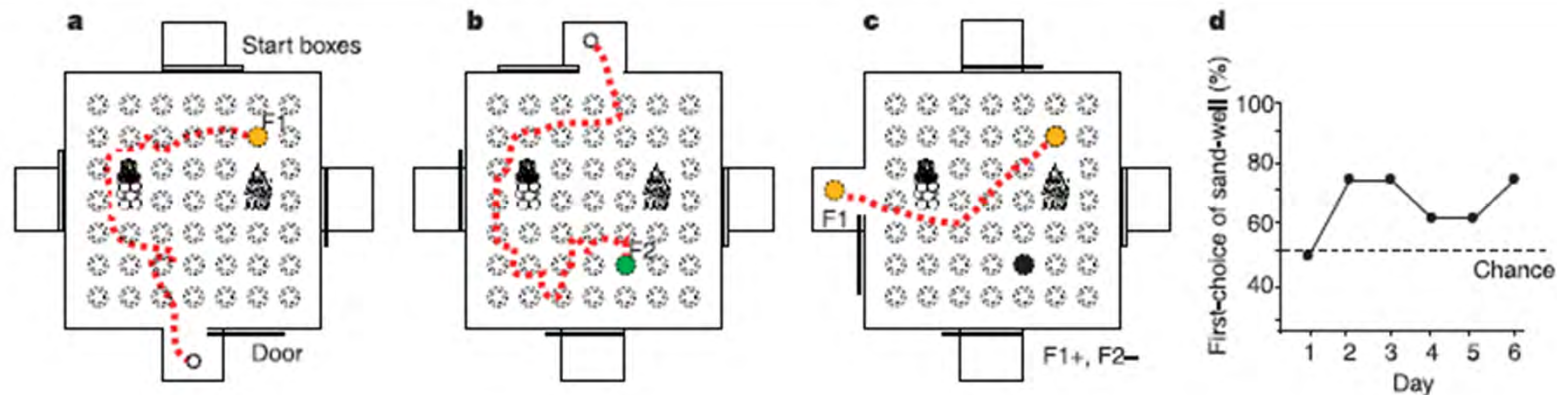 a
Start boxes
F1
Door
b
F2
c
F1
F1+, F2–
d
First-choice of sand-well (%)
100
80
60
40
Chance
1 2 3 4 5 6
Day